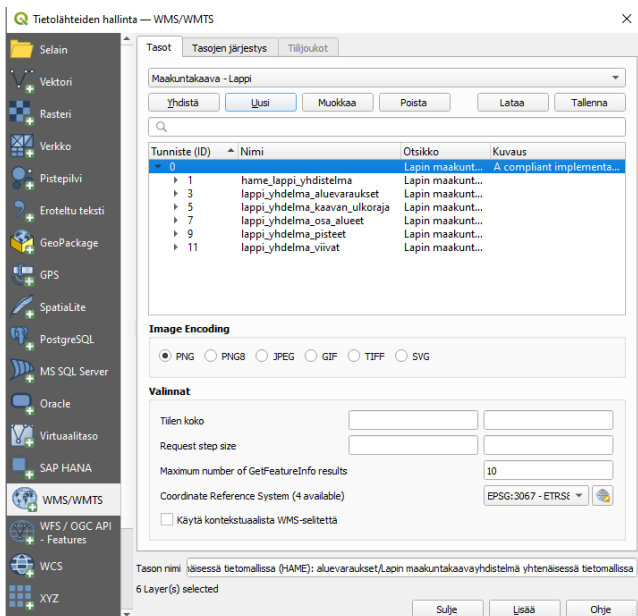 Tietolähteiden hallinta — WMS/WMTS
Selain
Vektori
Rasteri
Verkko
Pistepilvi
Eroteltu teksti
GeoPackage
GPS
SpatiaLite
PostgreSQL
MS SQL Server
Oracle
Virtuaalitaso
SAP HANA
WMS/WMTS
WFS / OGC API
- Features
WCS
XYZ
Tasot Tasojen järjestys Tiilijoukot
Maakuntakaava - Lappi
Yhdistä Uusi Muokkaa Poista Lataa Tallenna
Tunniste (ID) Nimi Otsikko Kuvaus
0 Lapin maakunt... A compliant implementa...
1 hame_lappi_yhdistelma Lapin maakunt...
3 lappi_yhdelma_aluevaraukset Lapin maakunt...
5 lappi_yhdelma_kaavan_ulkoraja Lapin maakunt...
7 lappi_yhdelma_osa_alueet Lapin maakunt...
9 lappi_yhdelma_pisteet Lapin maakunt...
11 lappi_yhdelma_viivat Lapin maakunt...
Image Encoding
PNG PNG8 JPEG GIF TIFF SVG
Valinnat
Tiilen koko
Request step size
Maximum number of GetFeatureInfo results 10
Coordinate Reference System (4 available) EPSG:3067 - ETRS8
Käytä kontekstuaalista WMS-selitettä
Tason nimi äisessä tietomallissa (HAME): aluevaraukset/Lapin maakuntakaavayhdistelmä yhtenäisessä tietomallissa
6 Layer(s) selected
Sulje Lisää Ohje